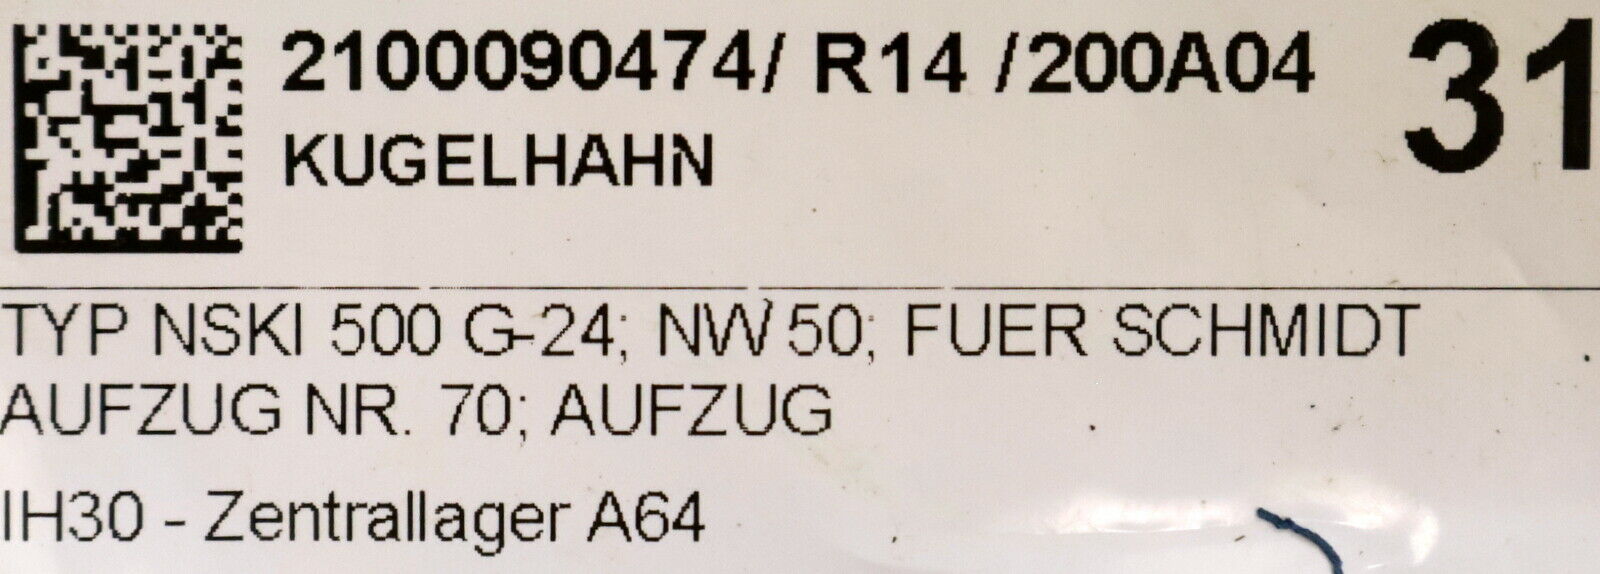 2100090474/ R14 /200A04 31
KUGELHAHN
TYP NSKI 500 G-24; NW 50; FUER SCHMIDT
AUFZUG NR. 70; AUFZUG
IH30 - Zentrallager A64